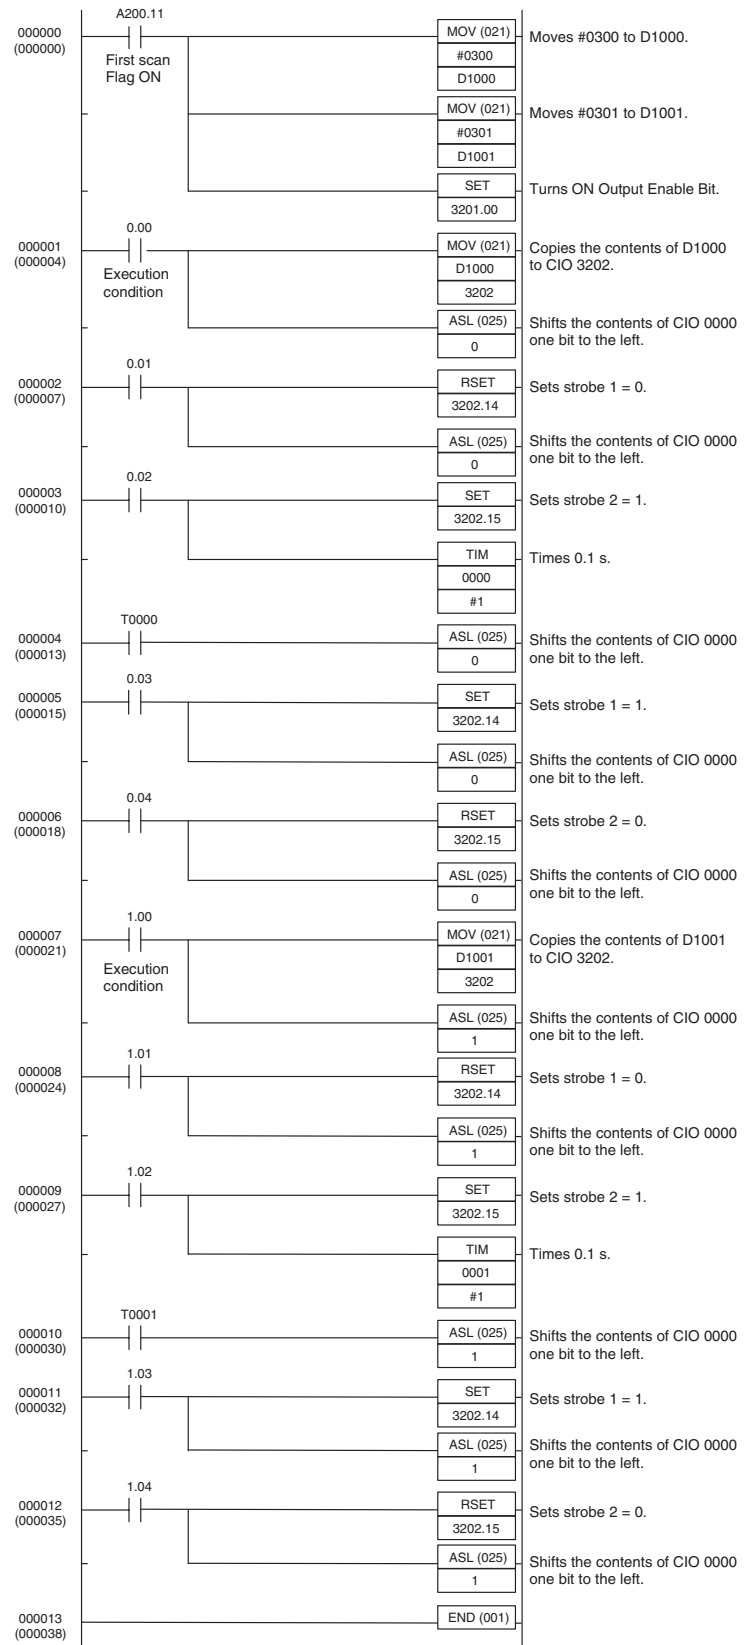 A200.11
000000
(000000)
First scan
Flag ON
MOV (021)
#0300
D1000
Moves #0300 to D1000.
MOV (021)
#0301
D1001
Moves #0301 to D1001.
SET
3201.00
Turns ON Output Enable Bit.
0.00
000001
(000004)
Execution
condition
MOV (021)
D1000
3202
Copies the contents of D1000
to CIO 3202.
ASL (025)
0
Shifts the contents of CIO 0000
one bit to the left.
0.01
000002
(000007)
RSET
3202.14
Sets strobe 1 = 0.
ASL (025)
0
Shifts the contents of CIO 0000
one bit to the left.
0.02
000003
(000010)
SET
3202.15
Sets strobe 2 = 1.
TIM
0000
#1
Times 0.1 s.
T0000
000004
(000013)
ASL (025)
0
Shifts the contents of CIO 0000
one bit to the left.
0.03
000005
(000015)
SET
3202.14
Sets strobe 1 = 1.
ASL (025)
0
Shifts the contents of CIO 0000
one bit to the left.
0.04
000006
(000018)
RSET
3202.15
Sets strobe 2 = 0.
ASL (025)
0
Shifts the contents of CIO 0000
one bit to the left.
1.00
000007
(000021)
Execution
condition
MOV (021)
D1001
3202
Copies the contents of D1001
to CIO 3202.
ASL (025)
1
Shifts the contents of CIO 0000
one bit to the left.
1.01
000008
(000024)
RSET
3202.14
Sets strobe 1 = 0.
ASL (025)
1
Shifts the contents of CIO 0000
one bit to the left.
1.02
000009
(000027)
SET
3202.15
Sets strobe 2 = 1.
TIM
0001
#1
Times 0.1 s.
T0001
000010
(000030)
ASL (025)
1
Shifts the contents of CIO 0000
one bit to the left.
1.03
000011
(000032)
SET
3202.14
Sets strobe 1 = 1.
ASL (025)
1
Shifts the contents of CIO 0000
one bit to the left.
1.04
000012
(000035)
RSET
3202.15
Sets strobe 2 = 0.
ASL (025)
1
Shifts the contents of CIO 0000
one bit to the left.
000013
(000038)
END (001)